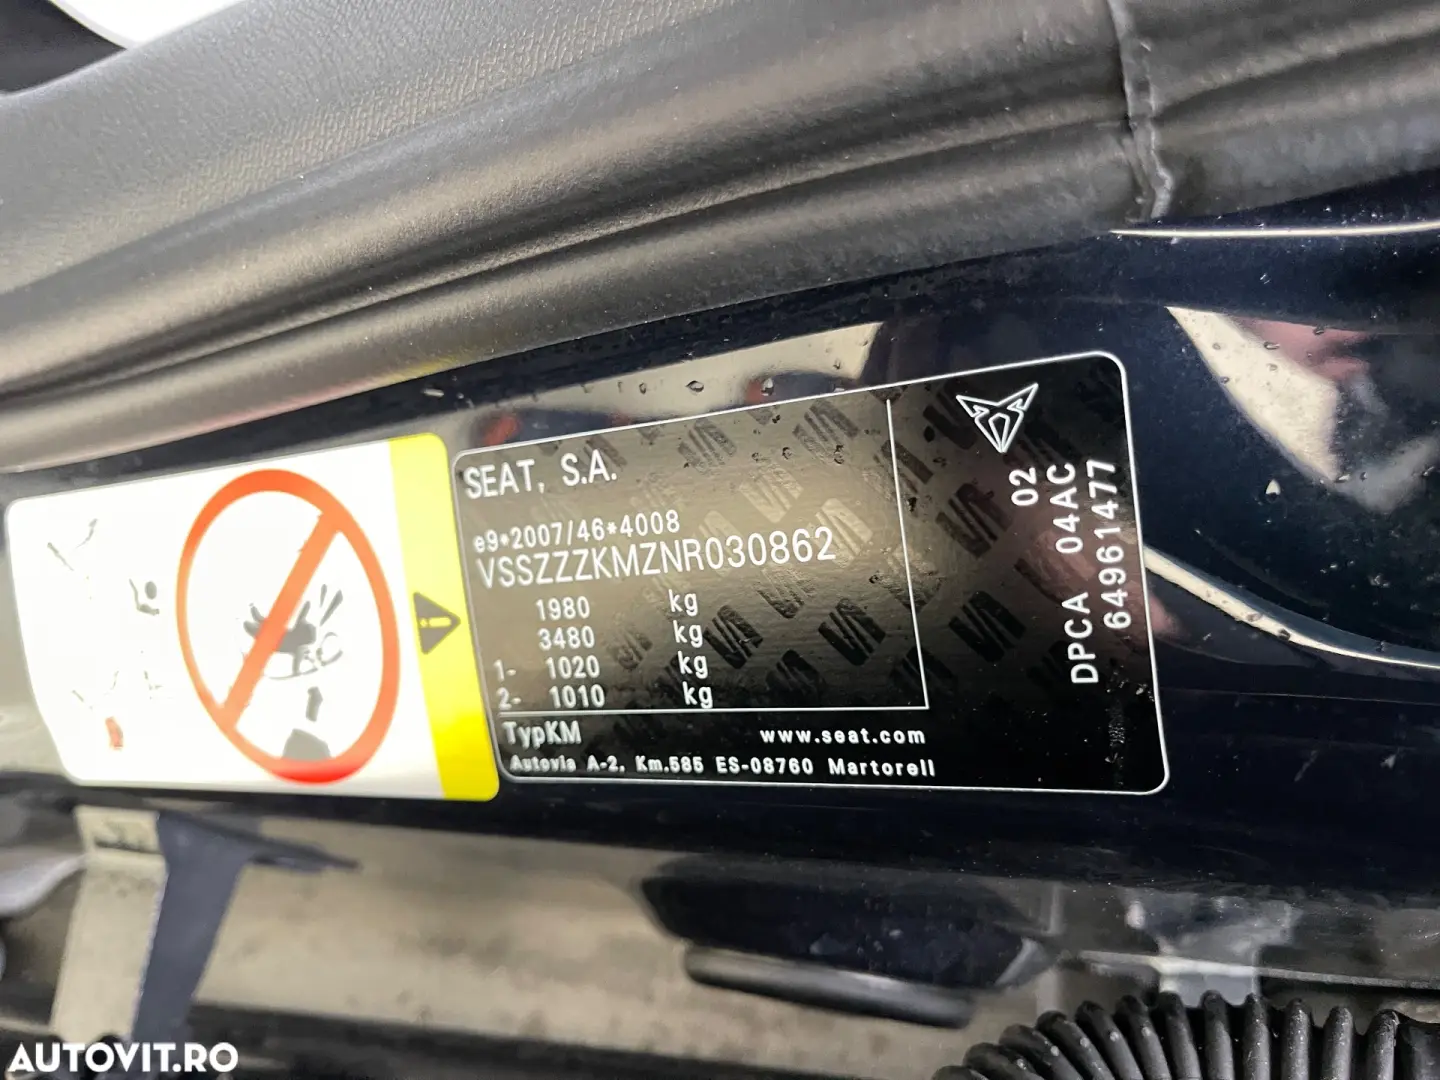 SEAT, S.A.
e9*2007/46*4008
VSSZZZKMZNR030862
1980 kg
3480 kg
1- 1020 kg
2- 1010 kg
TypKM www.seat.com
Autovia A-2, Km.585 ES-08760 Martorell
02
DPCA 04AC
64961477
AUTOVIT.RO